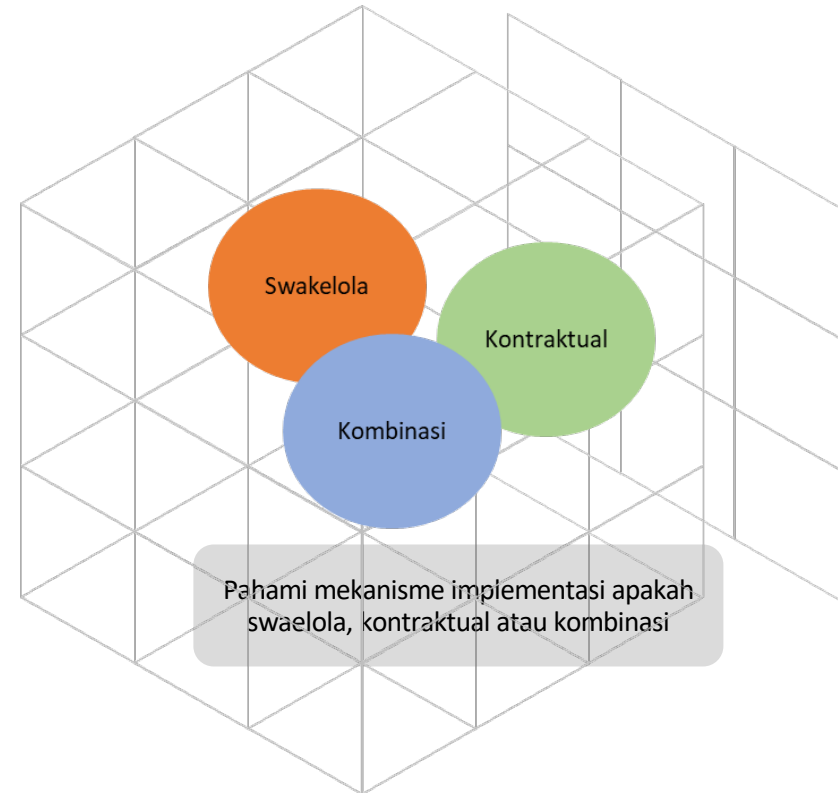 Swakelola
Kontraktual
Kombinasi
Pahami mekanisme implementasi apakah
swaelola, kontraktual atau kombinasi